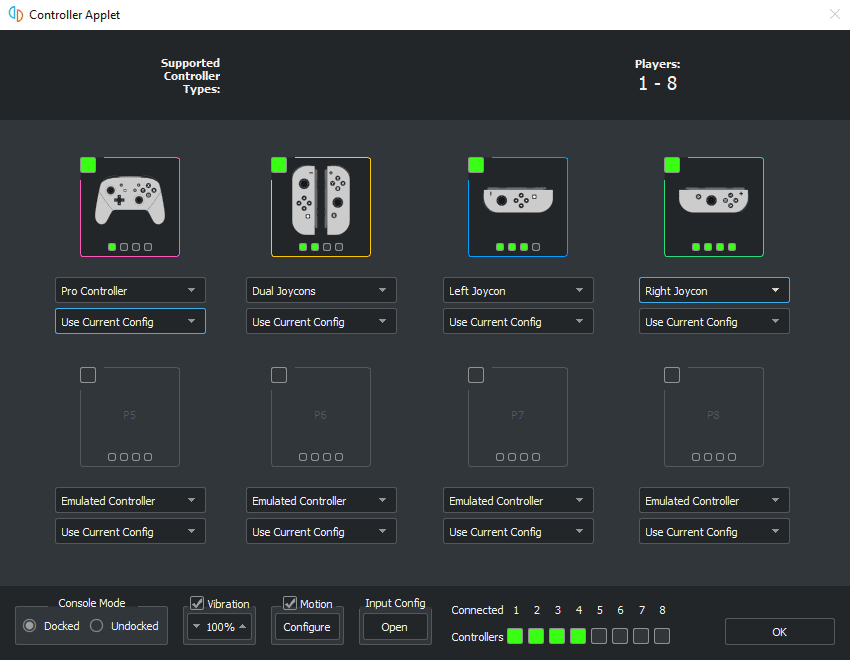 Controller Applet
Supported
Controller
Types:
Players:
1 - 8
Pro Controller
Dual Joycons
Left Joycon
Right Joycon
Use Current Config
Use Current Config
Use Current Config
Use Current Config
P5
P6
P7
P8
Emulated Controller
Emulated Controller
Emulated Controller
Emulated Controller
Use Current Config
Use Current Config
Use Current Config
Use Current Config
Console Mode
Docked
Undocked
Vibration
100%
Motion
Configure
Input Config
Open
Connected 1 2 3 4 5 6 7 8
Controllers
OK